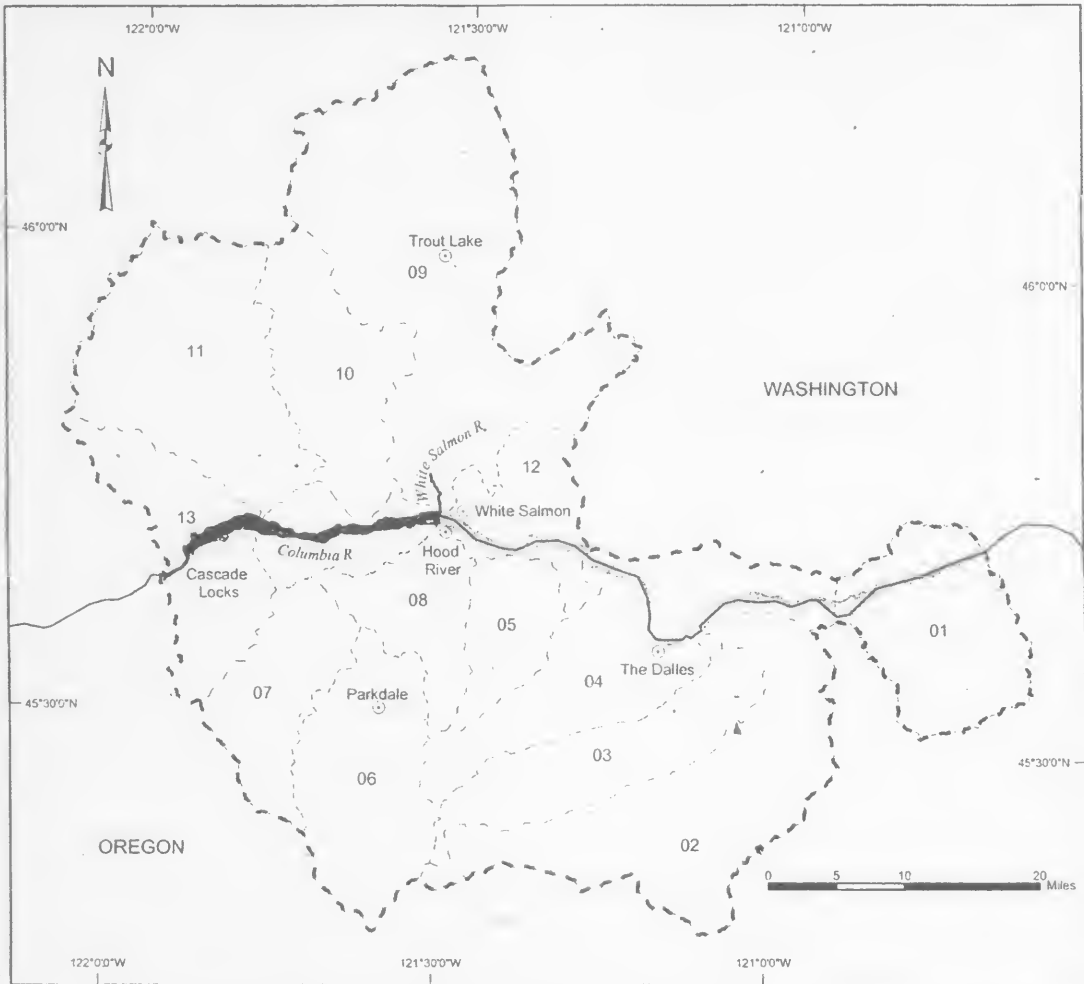 122°0'0"W
121°30'0"W
121°0'0"W
N
46°0'0"N
Trout Lake
09
46°0'0"N
11
10
WASHINGTON
White Salmon R.
12
White Salmon
13
Columbia R
Hood
River
Cascade
Locks
08
05
01
04
The Dalles
07
Parkdale
45°30'0"N
03
06
45°30'0"N
OREGON
02
0 5 10 20
Miles
122°0'0"W
121°30'0"W
121°0'0"W